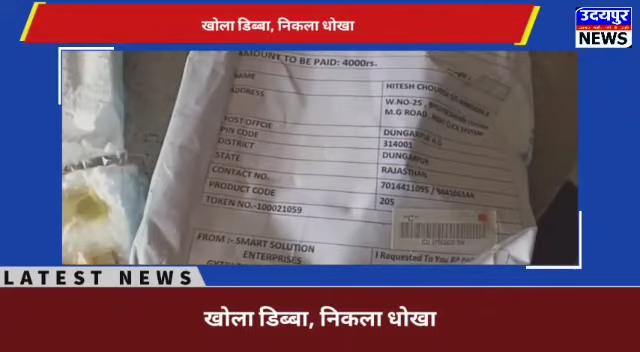 खोला डिब्बा, निकला धोखा
उदयपुर
NEWS
AMOUNT TO BE PAID: 4000rs-
NAME
HITESH
ADDRESS
W.NO-25,
M.G ROAD,
POST OFFCIE
DUNGARPUR H.O
PIN CODE
314001
DISTRICT
DUNGARPUR
STATE
RAJASTHAN
CONTACT NO.
7014411095 /
PRODUCT CODE
205
TOKEN NO.-100021059
FROM :- SMART SOLUTION
ENTERPRISES
I Requested To You
LATEST NEWS
खोला डिब्बा, निकला धोखा